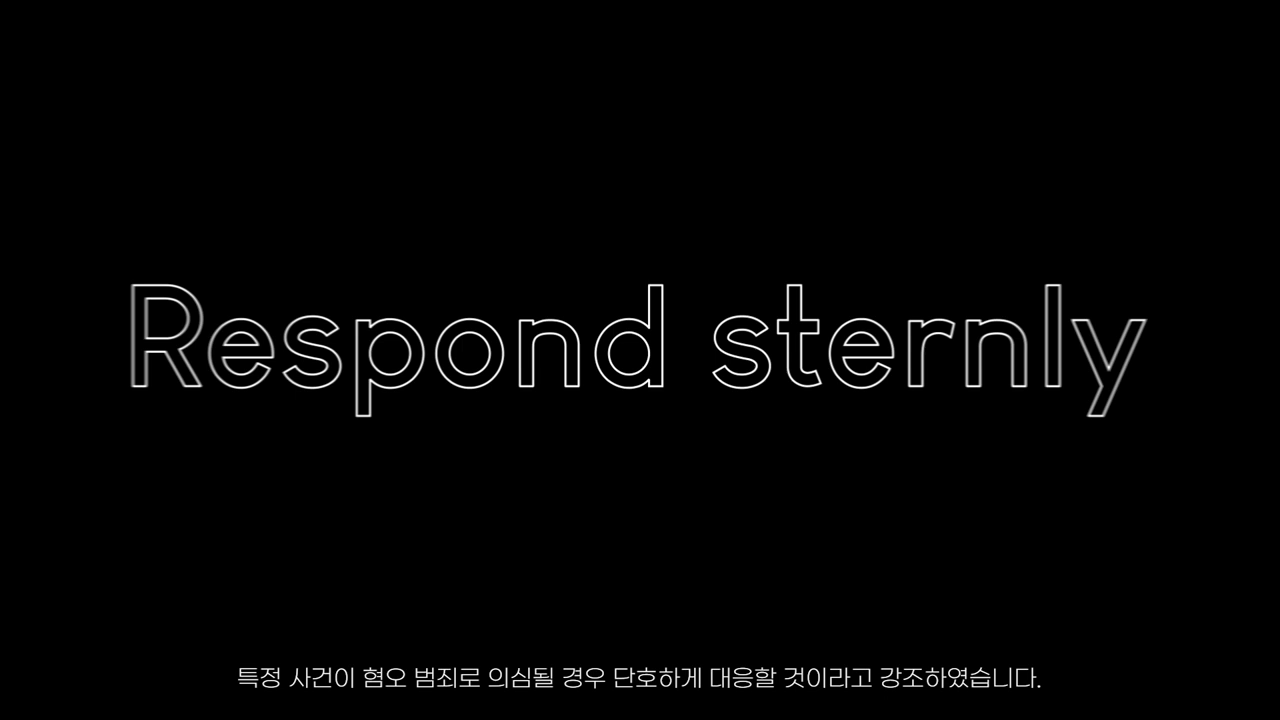 Respond sternly
특정 사건이 혐오 범죄로 의심될 경우 단호하게 대응할 것이라고 강조하였습니다.